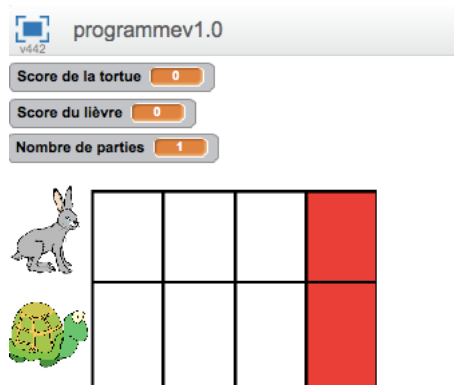 programmev1.0
v442
Score de la tortue 0
Score du lièvre 0
Nombre de parties 1